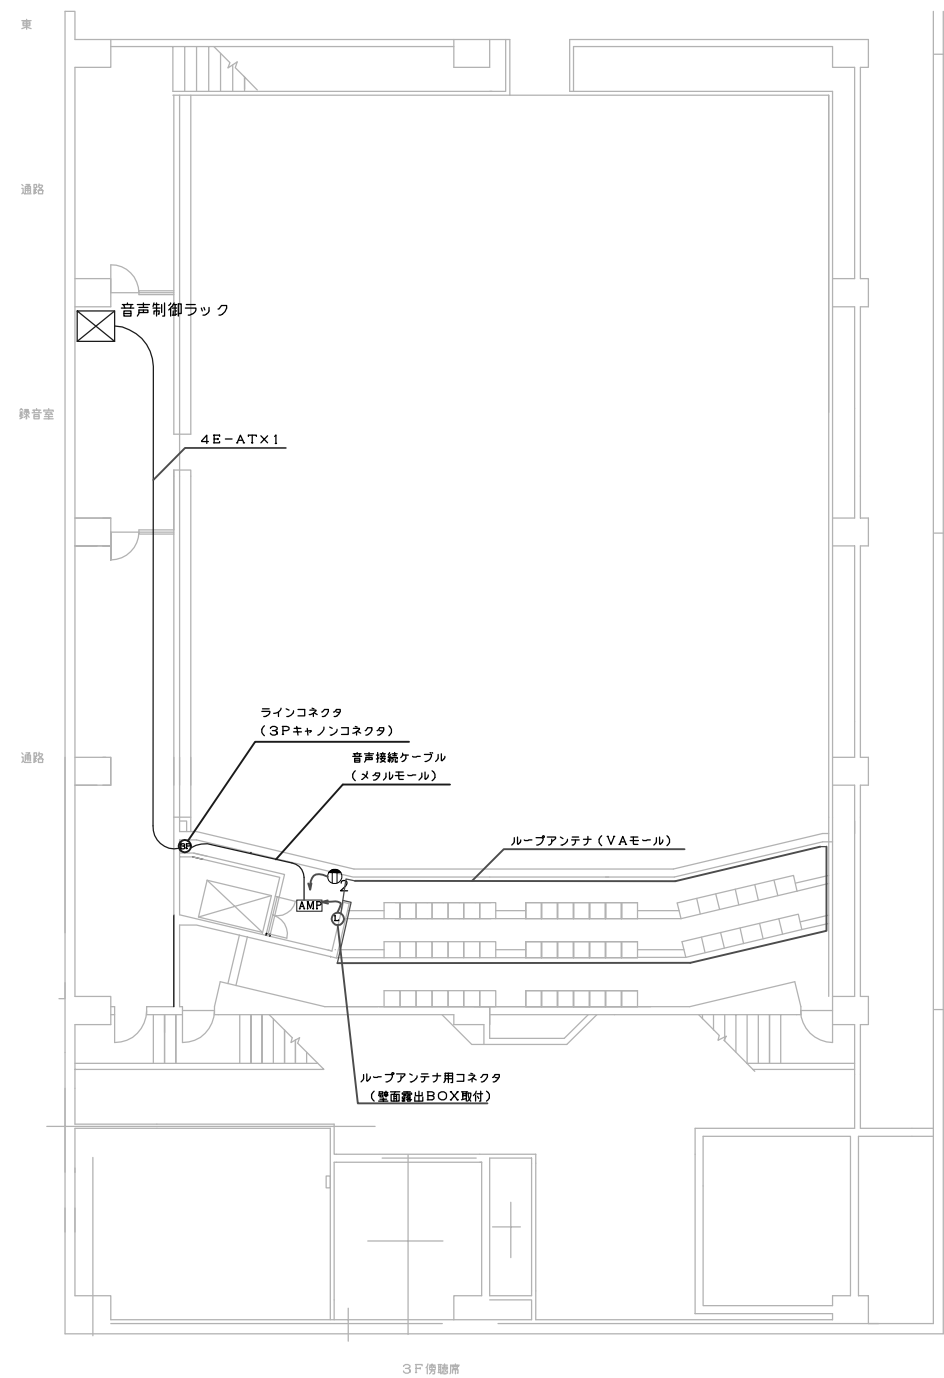 東
通路
音声制御ラック
録音室
4E-AT×1
ラインコネクタ
(3Pキャノンコネクタ)
音声接続ケーブル
(メタルモール)
通路
ループアンテナ(VAモール)
BP
2
AMP
L
ループアンテナ用コネクタ
(壁面露出BOX取付)
3F傍聴席